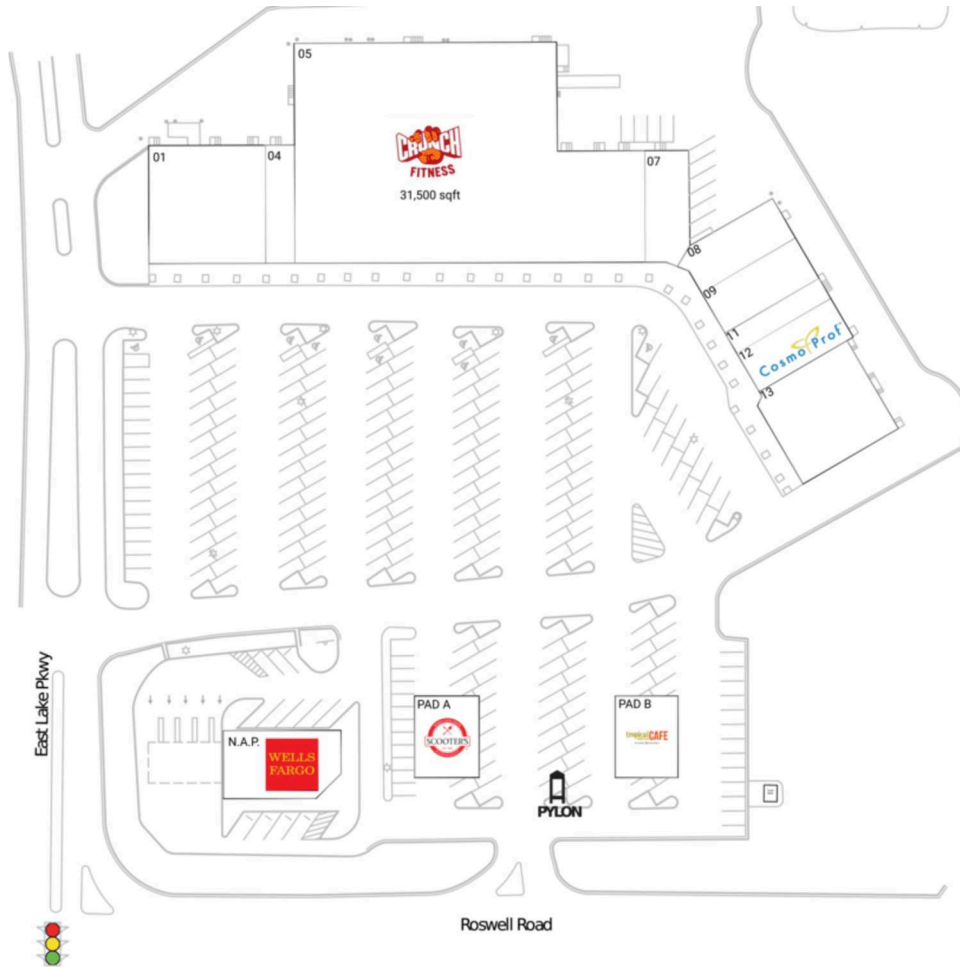 05
CRUNCH
FITNESS
31,500 sqft
01
04
07
08
09
11
12
CosmoProf
13
East Lake Pkwy
N.A.P.
WELLS
FARGO
PAD A
SCOOTER'S
PAD B
tropical CAFE
PYLON
Roswell Road